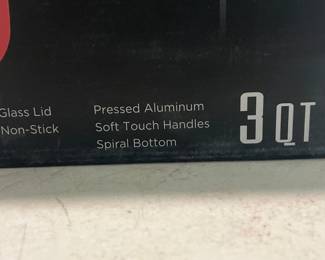 Glass Lid
Non-Stick
Pressed Aluminum
Soft Touch Handles
Spiral Bottom
3 QT